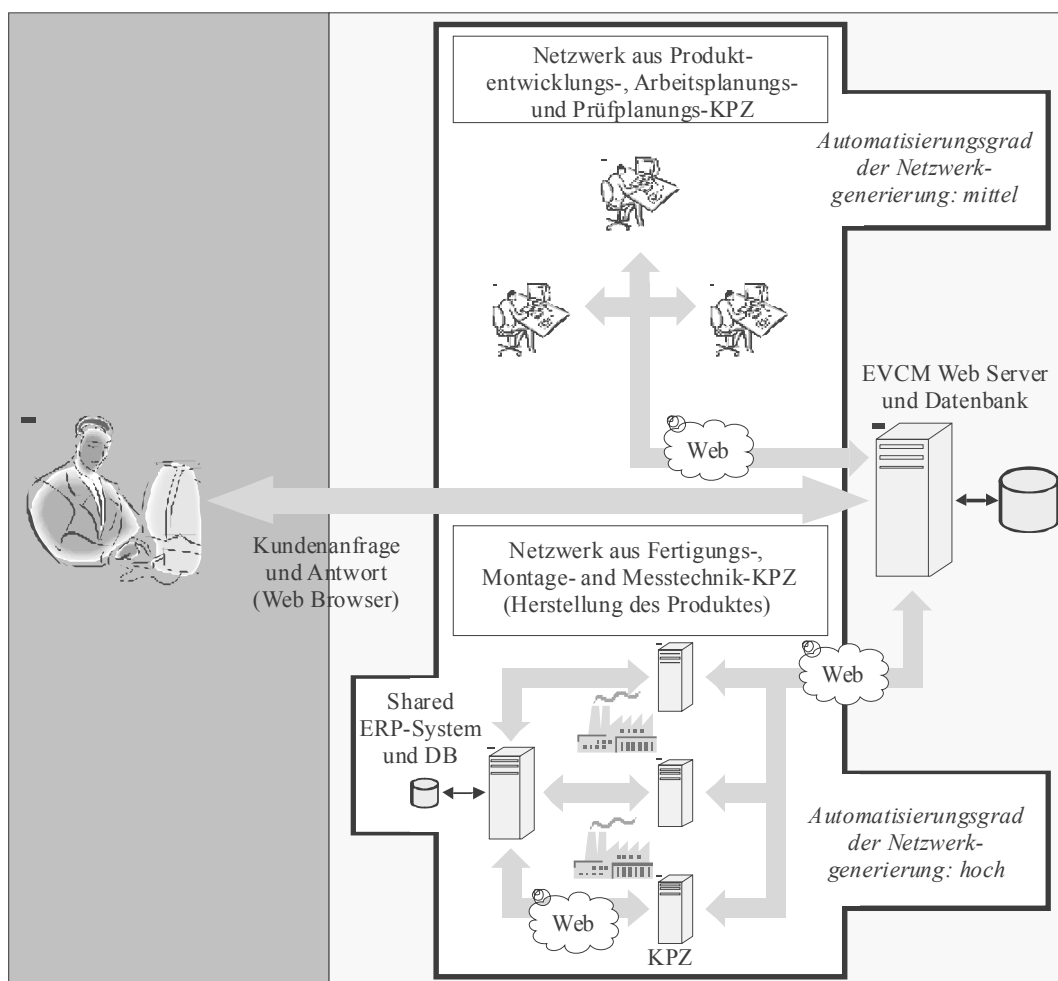 Netzwerk aus Produkt-
entwicklungs-, Arbeitsplanungs-
und Prüfplanungs-KPZ
Automatisierungsgrad
der Netzwerk-
generierung: mittel
EVCM Web Server
und Datenbank
Web
Kundenanfrage
und Antwort
(Web Browser)
Netzwerk aus Fertigungs-,
Montage- and Messtechnik-KPZ
(Herstellung des Produktes)
Web
Shared
ERP-System
und DB
Automatisierungsgrad
der Netzwerk-
generierung: hoch
Web
KPZ